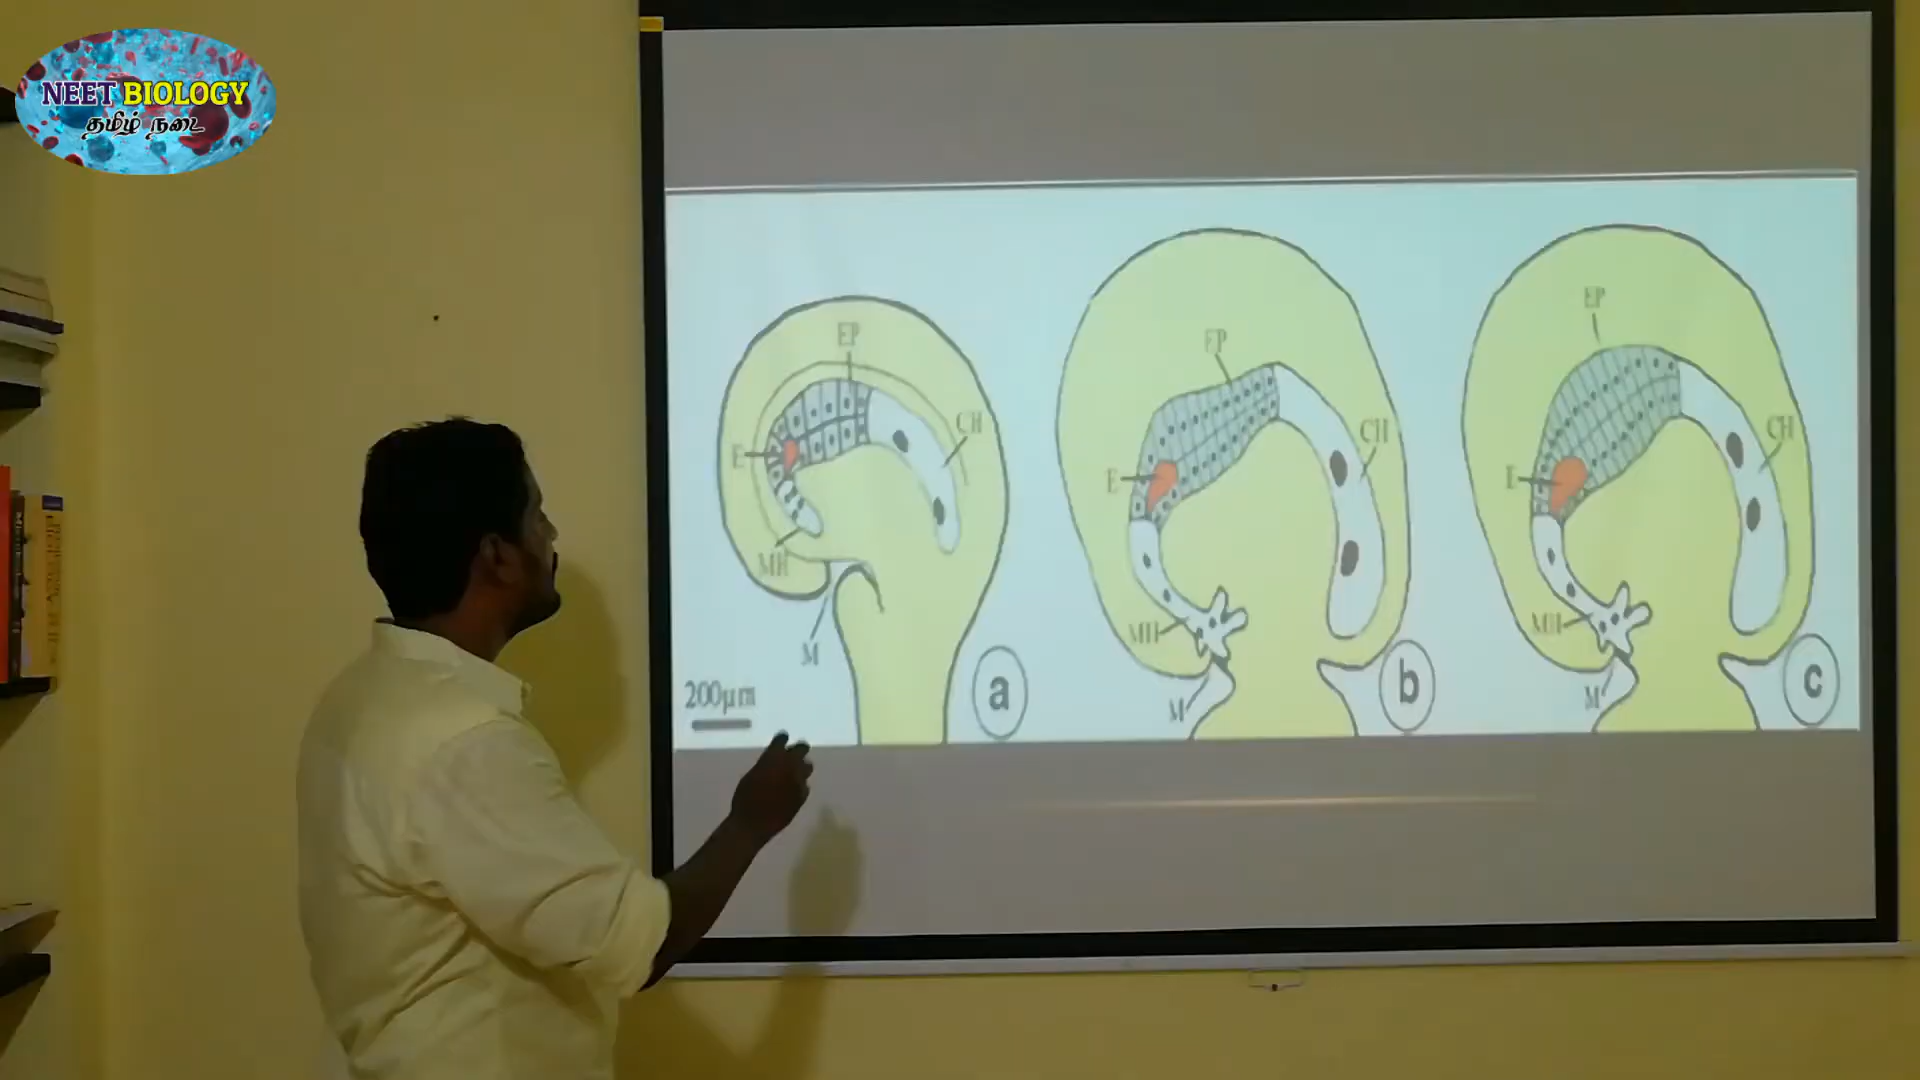 NEET BIOLOGY
தமிழ் நடை
EP
CH
E
MH
M
200µm
a
EP
CH
E
MH
M
b
EP
CH
E
MH
M
c